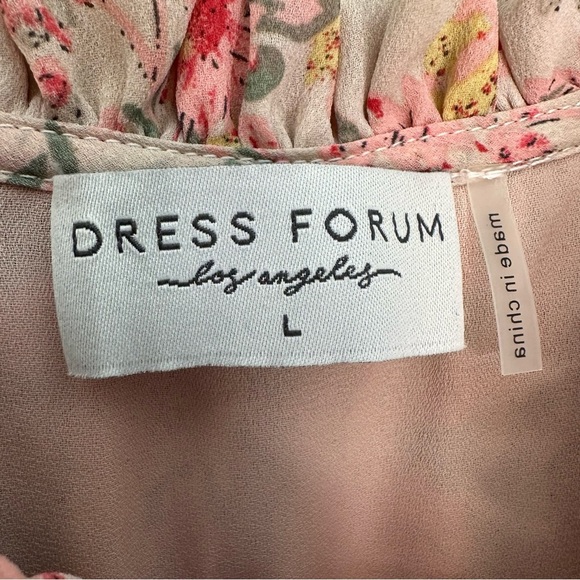 DRESS FORUM
los angeles
L
made in china